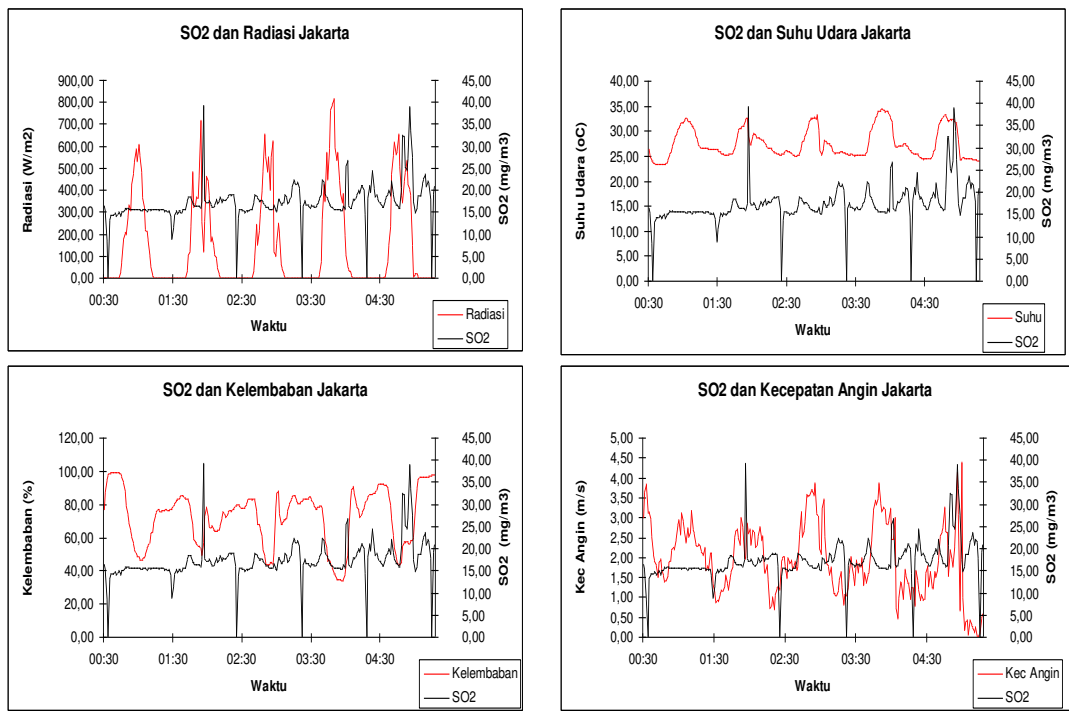 SO2 dan Radiasi Jakarta
Radiasi (W/m2)
900,00
800,00
700,00
600,00
500,00
400,00
300,00
200,00
100,00
0,00
45,00
40,00
35,00
30,00
25,00
20,00
15,00
10,00
5,00
0,00
SO2 (mg/m3)
00:30 01:30 02:30 03:30 04:30
Waktu
Radiasi
SO2
SO2 dan Suhu Udara Jakarta
Suhu Udara (oC)
40,00
35,00
30,00
25,00
20,00
15,00
10,00
5,00
0,00
45,00
40,00
35,00
30,00
25,00
20,00
15,00
10,00
5,00
0,00
SO2 (mg/m3)
00:30 01:30 02:30 03:30 04:30
Waktu
Suhu
SO2
SO2 dan Kelembaban Jakarta
Kelembaban (%)
120,00
100,00
80,00
60,00
40,00
20,00
0,00
45,00
40,00
35,00
30,00
25,00
20,00
15,00
10,00
5,00
0,00
SO2 (mg/m3)
00:30 01:30 02:30 03:30 04:30
Waktu
Kelembaban
SO2
SO2 dan Kecepatan Angin Jakarta
Kec Angin (m/s)
5,00
4,50
4,00
3,50
3,00
2,50
2,00
1,50
1,00
0,50
0,00
45,00
40,00
35,00
30,00
25,00
20,00
15,00
10,00
5,00
0,00
SO2 (mg/m3)
00:30 01:30 02:30 03:30 04:30
Waktu
Kec Angin
SO2